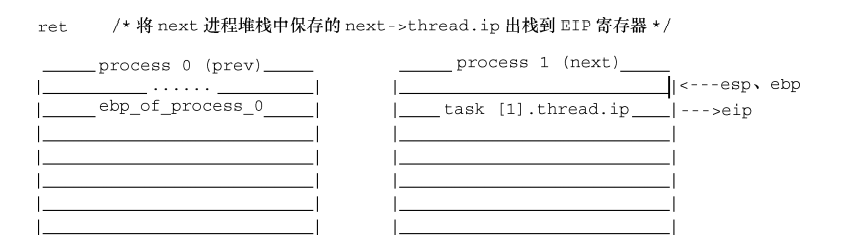 ret /* 将 next 进程堆栈中保存的 next->thread.ip 出栈到 EIP 寄存器 */
process 0 (prev) process 1 (next)
...... <---esp、ebp
ebp_of_process_0 task [1].thread.ip --->eip